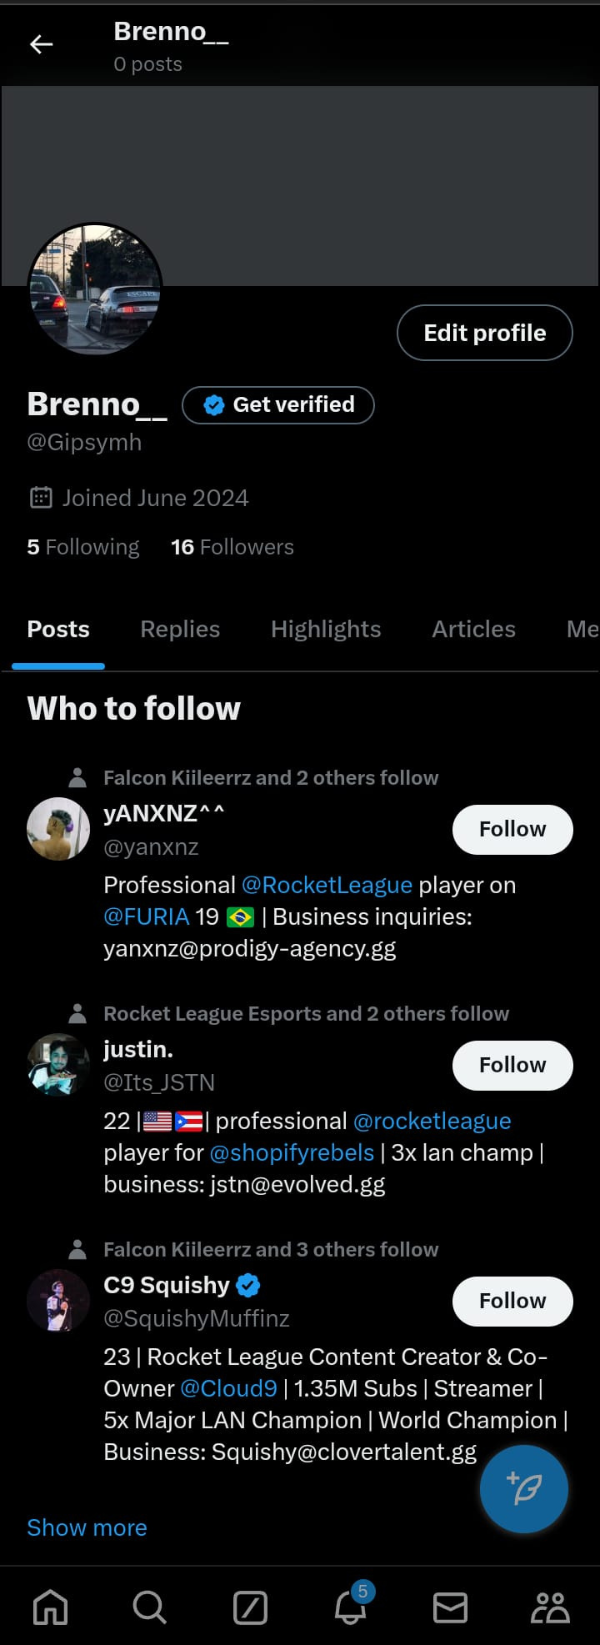 Brenno__
0 posts
Edit profile
Brenno__ Get verified
@Gipsymh
Joined June 2024
5 Following 16 Followers
Posts Replies Highlights Articles Me
Who to follow
Falcon Kiileerrz and 2 others follow
yANXNZ^^
@yanxnz
Follow
Professional @RocketLeague player on
@FURIA 19 🇧🇷 | Business inquiries:
yanxnz@prodigy-agency.gg
Rocket League Esports and 2 others follow
justin.
@Its_JSTN
Follow
22 |🇺🇸🇵🇷| professional @rocketleague
player for @shopifyrebels | 3x lan champ |
business: jstn@evolved.gg
Falcon Kiileerrz and 3 others follow
C9 Squishy
@SquishyMuffinz
Follow
23 | Rocket League Content Creator & Co-
Owner @Cloud9 | 1.35M Subs | Streamer |
5x Major LAN Champion | World Champion |
Business: Squishy@clovertalent.gg
Show more
5